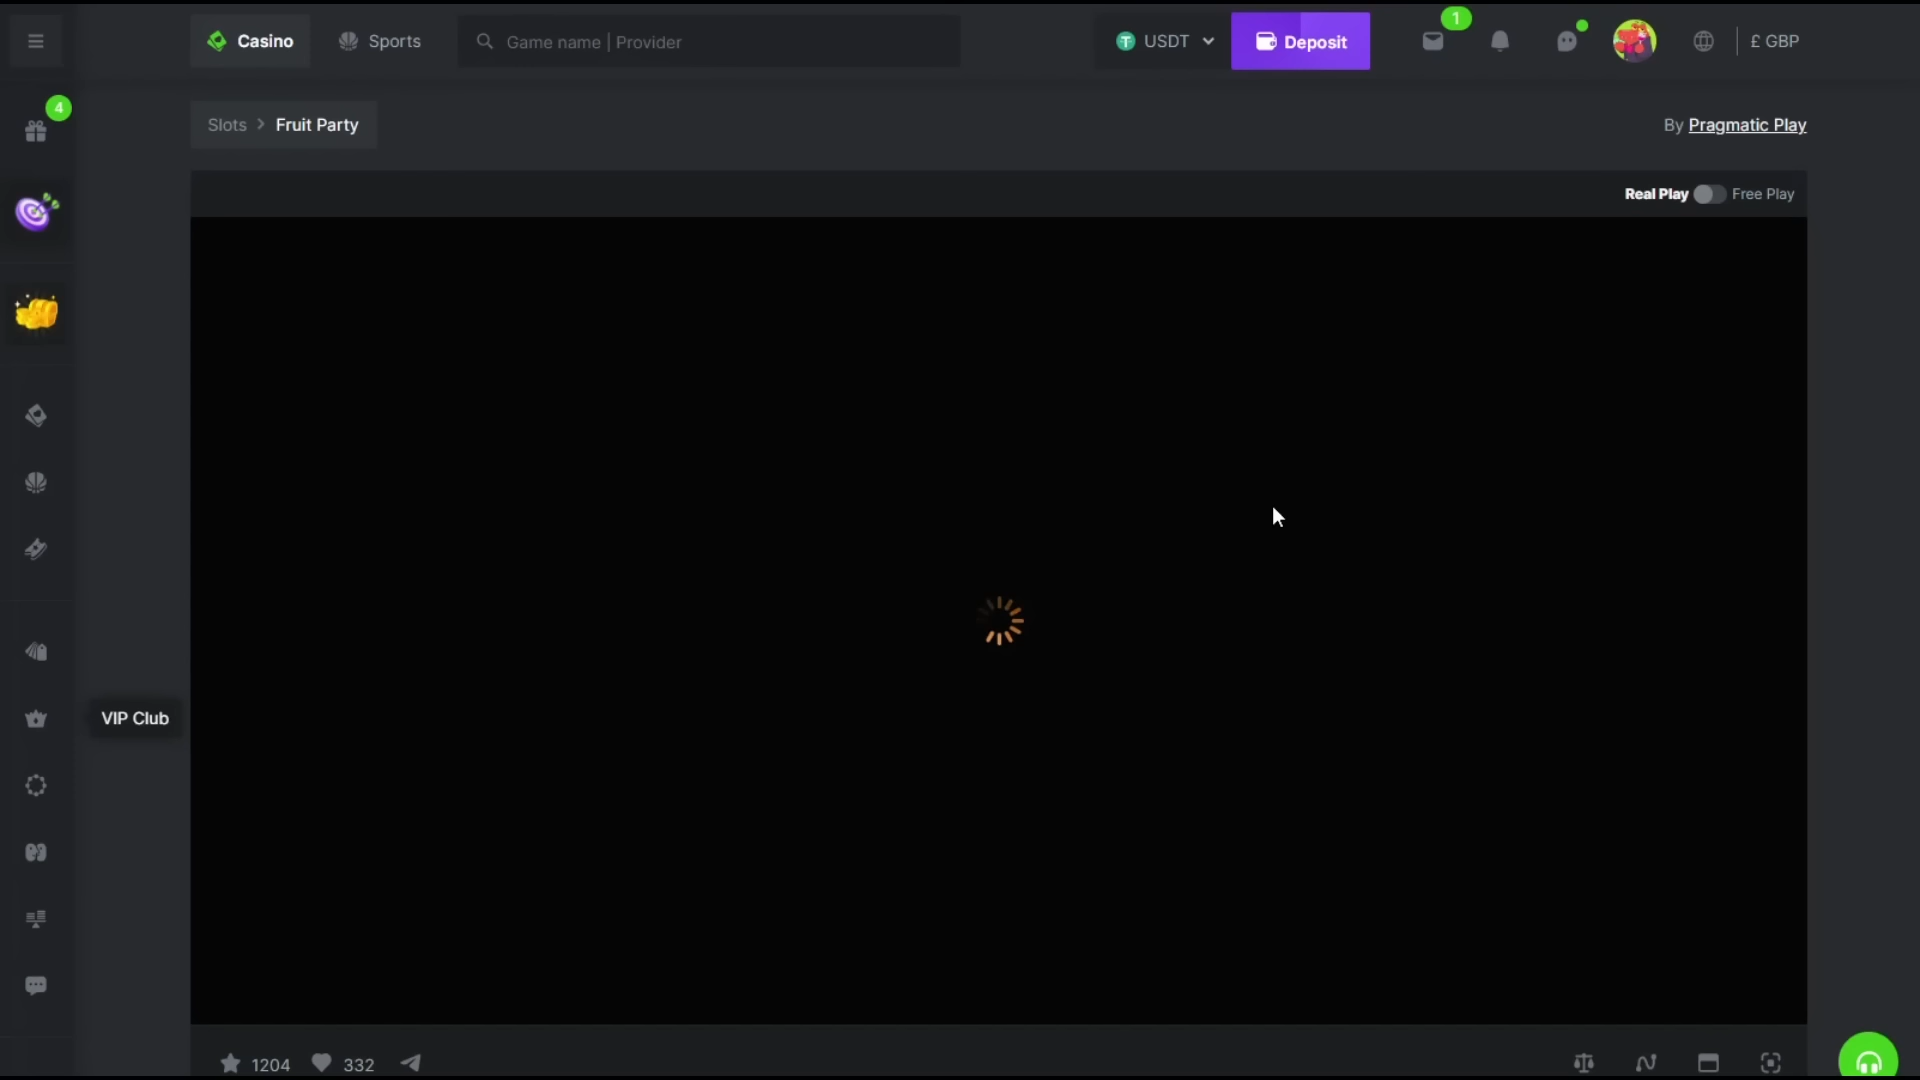 Casino
Sports
Game name | Provider
USDT
Deposit
1
£ GBP
4
Slots > Fruit Party
By Pragmatic Play
Real Play
Free Play
VIP Club
1204
332